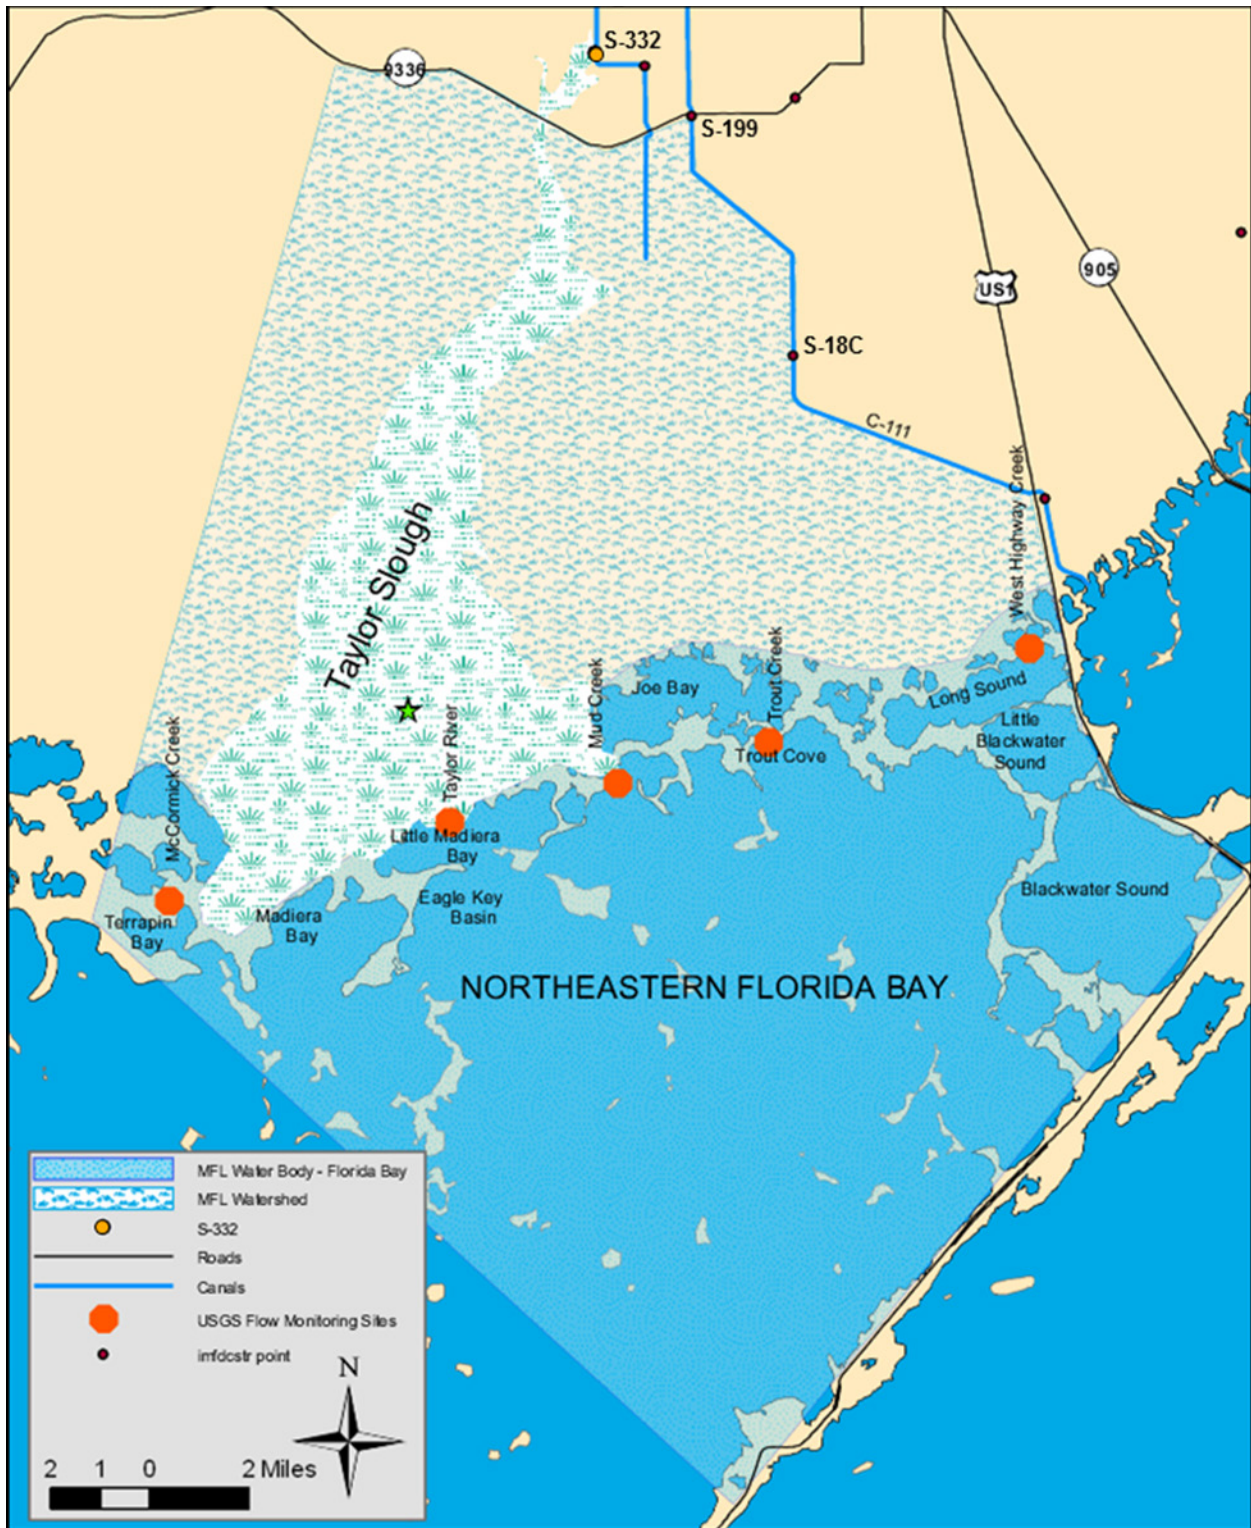 S-332
9336
S-199
905
US1
S-18C
C-111
West Highway Creek
Taylor Slough
Trout Creek
Mud Creek
Joe Bay
Long Sound
Taylor River
McCormick Creek
Little
Blackwater
Sound
Trout Cove
Little Madiera
Bay
Blackwater Sound
Eagle Key
Basin
Terrapin
Bay
Madiera
Bay
NORTHEASTERN FLORIDA BAY
MFL Water Body - Florida Bay
MFL Watershed
S-332
Roads
Canals
USGS Flow Monitoring Sites
imfdcstr point
N
2 1 0 2 Miles